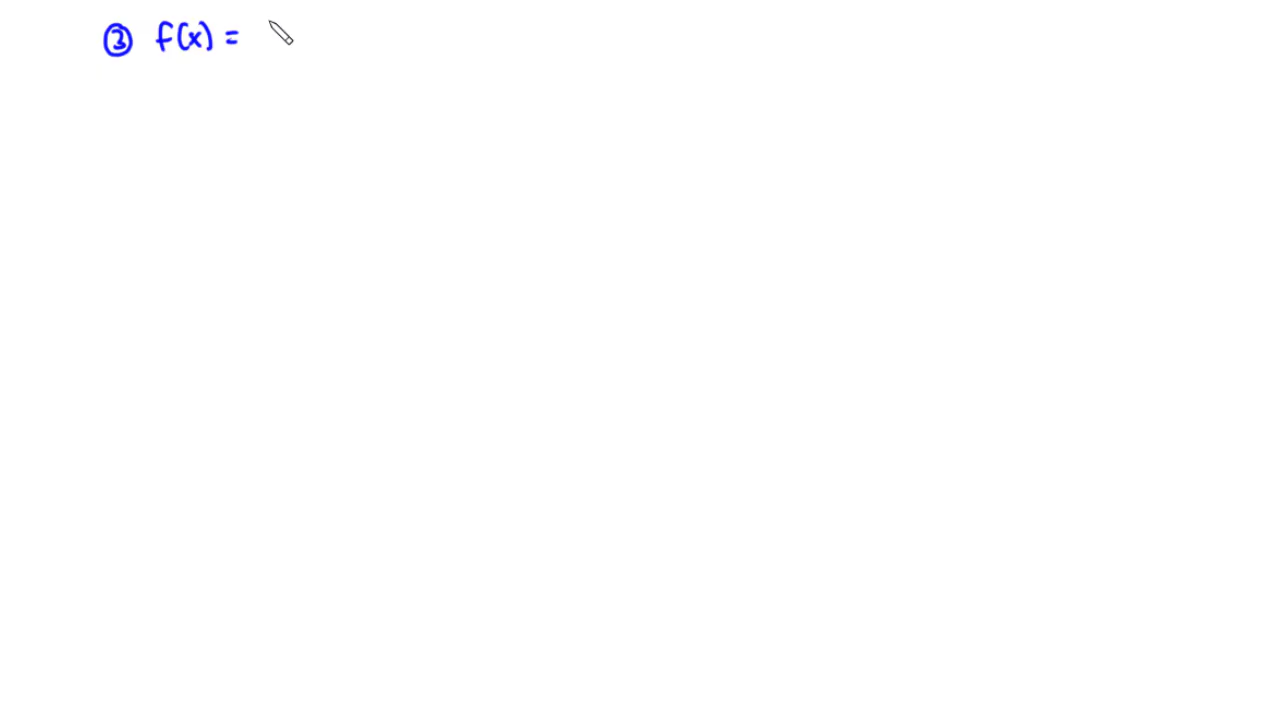 ③ f(x) =